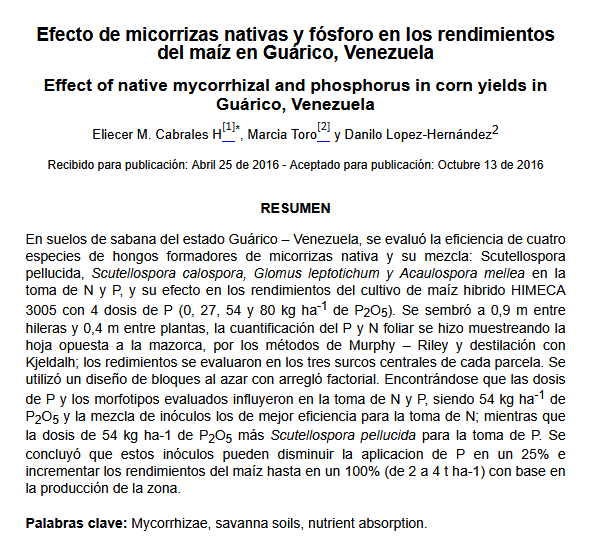 Efecto de micorrizas nativas y fósforo en los rendimientos
del maíz en Guárico, Venezuela
Effect of native mycorrhizal and phosphorus in corn yields in
Guárico, Venezuela
Eliecer M. Cabrales H[1]*, Marcia Toro[2] y Danilo Lopez-Hernández2
Recibido para publicación: Abril 25 de 2016 - Aceptado para publicación: Octubre 13 de 2016
RESUMEN
En suelos de sabana del estado Guárico – Venezuela, se evaluó la eficiencia de cuatro
especies de hongos formadores de micorrizas nativa y su mezcla: Scutellospora
pellucida, Scutellospora calospora, Glomus leptotichum y Acaulospora mellea en la
toma de N y P, y su efecto en los rendimientos del cultivo de maíz hibrido HIMECA
3005 con 4 dosis de P (0, 27, 54 y 80 kg ha-1 de P2O5). Se sembró a 0,9 m entre
hileras y 0,4 m entre plantas, la cuantificación del P y N foliar se hizo muestreando la
hoja opuesta a la mazorca, por los métodos de Murphy – Riley y destilación con
Kjeldalh; los redimientos se evaluaron en los tres surcos centrales de cada parcela. Se
utilizó un diseño de bloques al azar con arregló factorial. Encontrándose que las dosis
de P y los morfotipos evaluados influyeron en la toma de N y P, siendo 54 kg ha-1 de
P2O5 y la mezcla de inóculos los de mejor eficiencia para la toma de N; mientras que
la dosis de 54 kg ha-1 de P2O5 más Scutellospora pellucida para la toma de P. Se
concluyó que estos inóculos pueden disminuir la aplicacion de P en un 25% e
incrementar los rendimientos del maíz hasta en un 100% (de 2 a 4 t ha-1) con base en
la producción de la zona.
Palabras clave: Mycorrhizae, savanna soils, nutrient absorption.